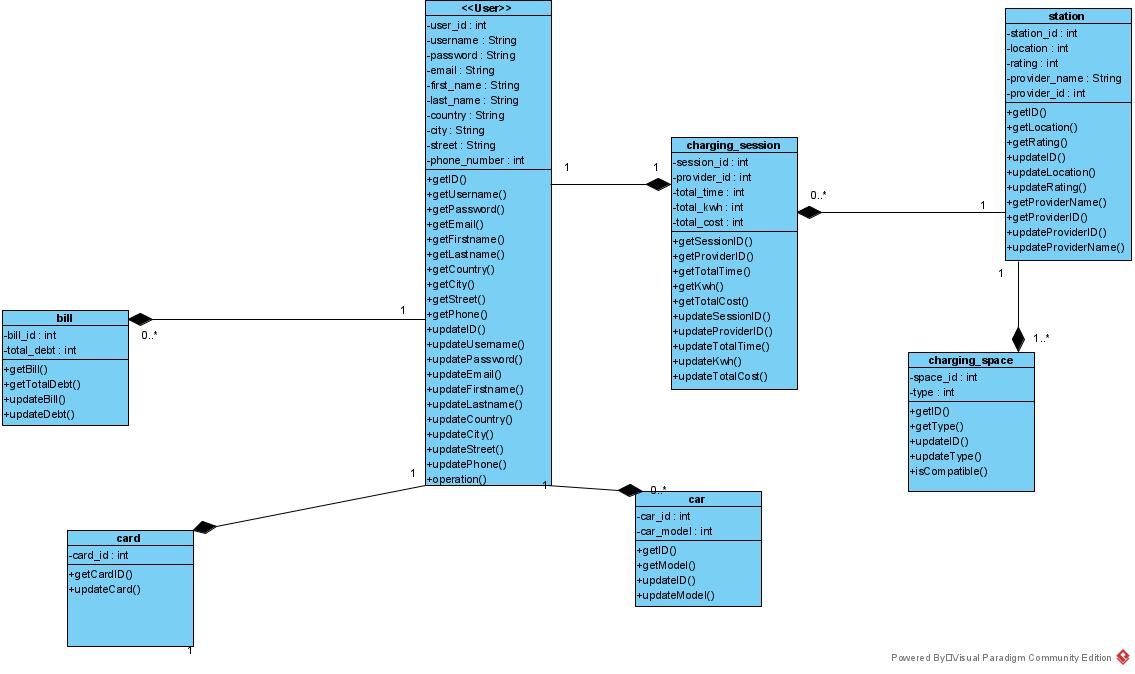 <<User>>
-user_id : int
-username : String
-password : String
-email : String
-first_name : String
-last_name : String
-country : String
-city : String
-street : String
-phone_number : int
+getID()
+getUsername()
+getPassword()
+getEmail()
+getFirstname()
+getLastname()
+getCountry()
+getCity()
+getStreet()
+getPhone()
+updateID()
+updateUsername()
+updatePassword()
+updateEmail()
+updateFirstname()
+updateLastname()
+updateCountry()
+updateCity()
+updateStreet()
+updatePhone()
+operation()
station
-station_id : int
-location : int
-rating : int
-provider_name : String
-provider_id : int
+getID()
+getLocation()
+getRating()
+updateID()
+updateLocation()
+updateRating()
+getProviderName()
+getProviderID()
+updateProviderID()
+updateProviderName()
1
1
charging_session
-session_id : int
-provider_id : int
-total_time : int
-total_kwh : int
-total_cost : int
+getSessionID()
+getProviderID()
+getTotalTime()
+getKwh()
+getTotalCost()
+updateSessionID()
+updateProviderID()
+updateTotalTime()
+updateKwh()
+updateTotalCost()
0..*
1
1
1..*
charging_space
-space_id : int
-type : int
+getID()
+getType()
+updateID()
+updateType()
+isCompatible()
bill
-bill_id : int
-total_debt : int
+getBill()
+getTotalDebt()
+updateBill()
+updateDebt()
0..*
1
1
1
0..*
card
-card_id : int
+getCardID()
+updateCard()
1
car
-car_id : int
-car_model : int
+getID()
+getModel()
+updateID()
+updateModel()
Powered By Visual Paradigm Community Edition